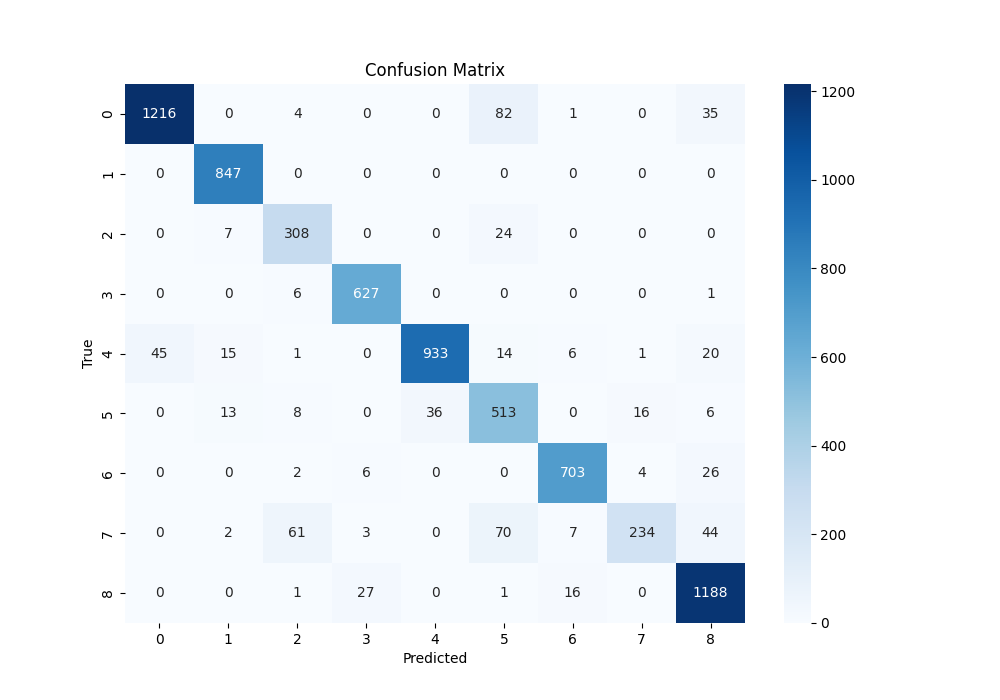 Confusion Matrix
True
0 1216 0 4 0 0 82 1 0 35
1 0 847 0 0 0 0 0 0 0
2 0 7 308 0 0 24 0 0 0
3 0 0 6 627 0 0 0 0 1
4 45 15 1 0 933 14 6 1 20
5 0 13 8 0 36 513 0 16 6
6 0 0 2 6 0 0 703 4 26
7 0 2 61 3 0 70 7 234 44
8 0 0 1 27 0 1 16 0 1188
0 1 2 3 4 5 6 7 8
Predicted
1200
1000
800
600
400
200
0